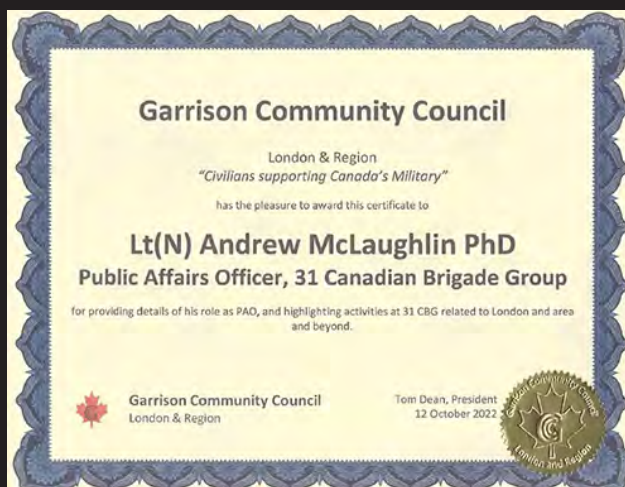 Garrison Community Council
London & Region
"Civilians supporting Canada's Military"
has the pleasure to award this certificate to
Lt(N) Andrew McLaughlin PhD
Public Affairs Officer, 31 Canadian Brigade Group
for providing details of his role as PAO, and highlighting activities at 31 CBG related to London and area
and beyond.
Garrison Community Council
London & Region
Tom Dean, President
12 October 2022
Garrison Community Council
London and Region